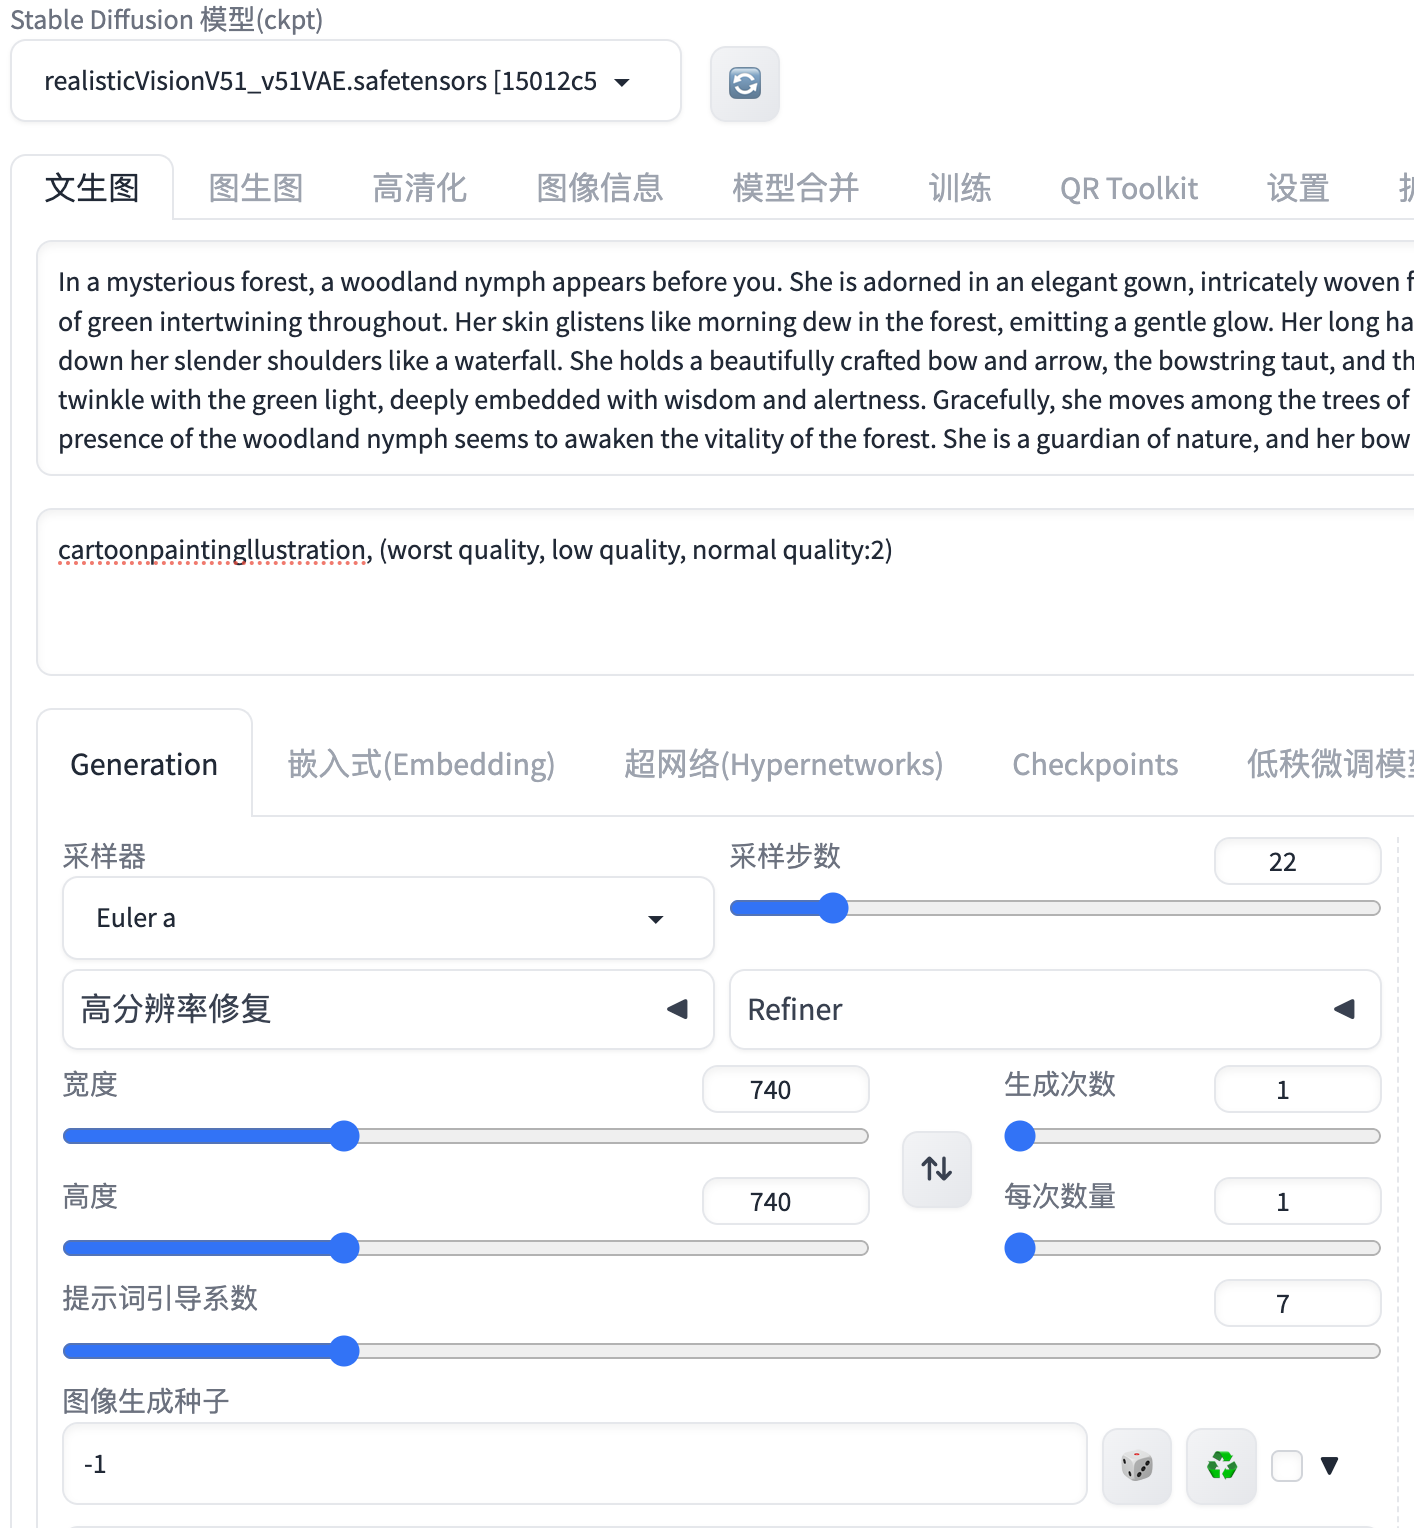 Stable Diffusion 模型(ckpt)
realisticVisionV51_v51VAE.safetensors [15012c5
文生图 图生图 高清化 图像信息 模型合并 训练 QR Toolkit 设置
In a mysterious forest, a woodland nymph appears before you. She is adorned in an elegant gown, intricately woven
of green intertwining throughout. Her skin glistens like morning dew in the forest, emitting a gentle glow. Her long
down her slender shoulders like a waterfall. She holds a beautifully crafted bow and arrow, the bowstring taut, and
twinkle with the green light, deeply embedded with wisdom and alertness. Gracefully, she moves among the trees of
presence of the woodland nymph seems to awaken the vitality of the forest. She is a guardian of nature, and her bow
cartoonpaintingllustration, (worst quality, low quality, normal quality:2)
Generation 嵌入式(Embedding) 超网络(Hypernetworks) Checkpoints 低秩微调模型
采样器 采样步数 22
Euler a
高分辨率修复 Refiner
宽度 740 生成次数 1
高度 740 每次数量 1
提示词引导系数 7
图像生成种子
-1